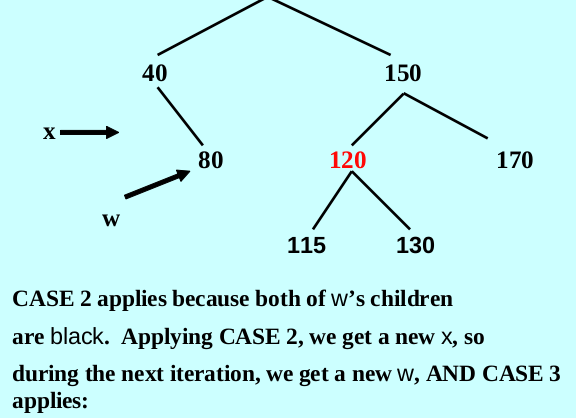 40 150
x
80 120 170
w
115 130
CASE 2 applies because both of w’s children
are black. Applying CASE 2, we get a new x, so
during the next iteration, we get a new w, AND CASE 3
applies: